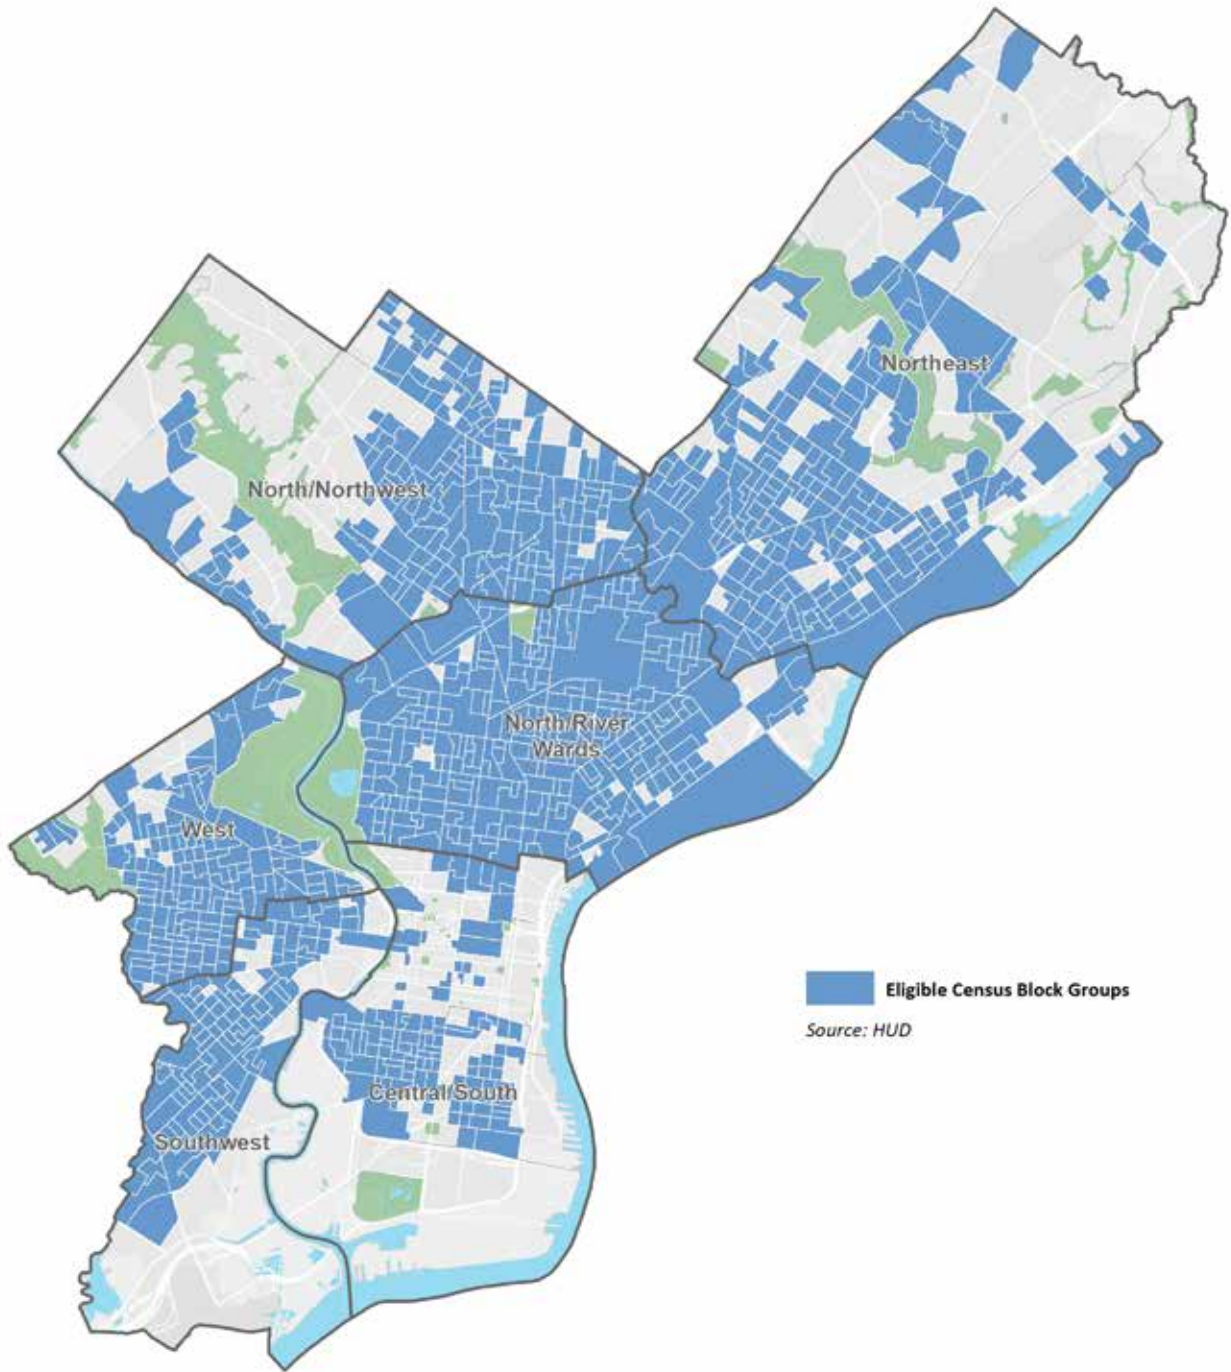 Northeast
North/Northwest
North/River
Wards
West
Eligible Census Block Groups
Source: HUD
Central/South
Southwest